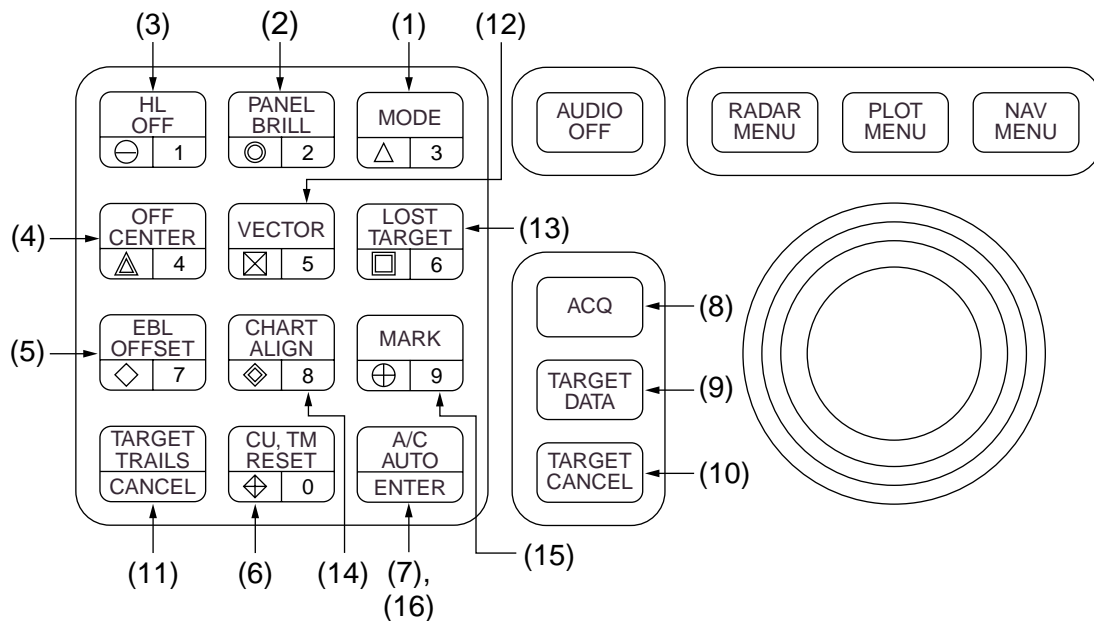 (3)
(2)
(1)
(12)
HL
OFF
1
PANEL
BRILL
2
MODE
3
AUDIO
OFF
RADAR
MENU
PLOT
MENU
NAV
MENU
(4)
OFF
CENTER
4
VECTOR
5
LOST
TARGET
6
(13)
(5)
EBL
OFFSET
7
CHART
ALIGN
8
MARK
9
ACQ
(8)
TARGET
DATA
(9)
TARGET
CANCEL
(10)
TARGET
TRAILS
CANCEL
CU, TM
RESET
0
A/C
AUTO
ENTER
(11)
(6)
(14)
(7),
(16)
(15)